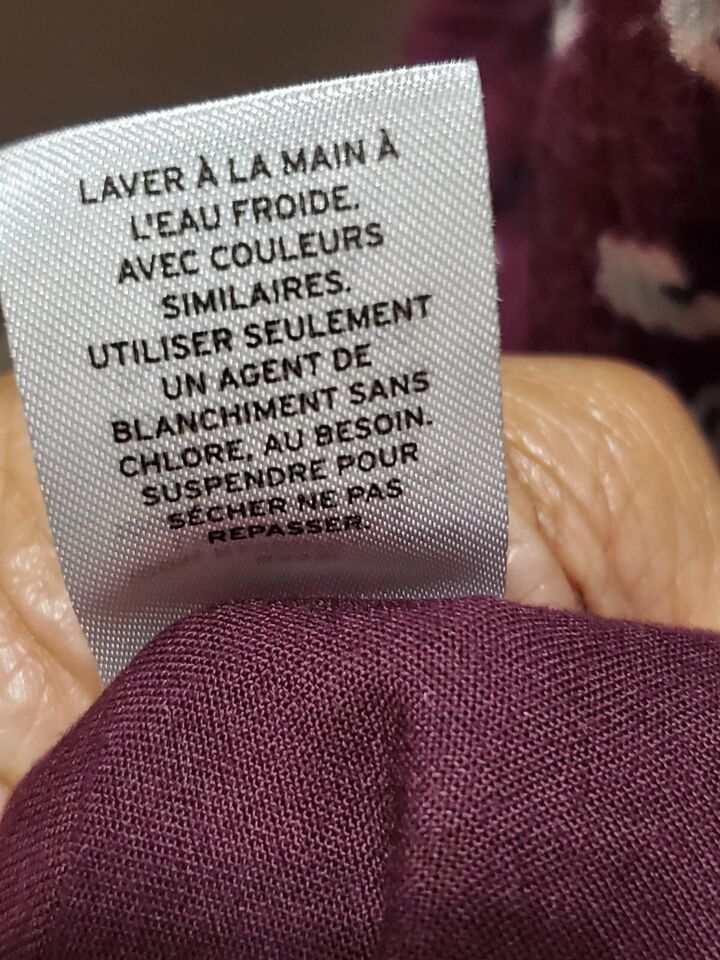 LAVER À LA MAIN À
L'EAU FROIDE.
AVEC COULEURS
SIMILAIRES.
UTILISER SEULEMENT
UN AGENT DE
BLANCHIMENT SANS
CHLORE, AU BESOIN.
SUSPENDRE POUR
SÉCHER NE PAS
REPASSER.